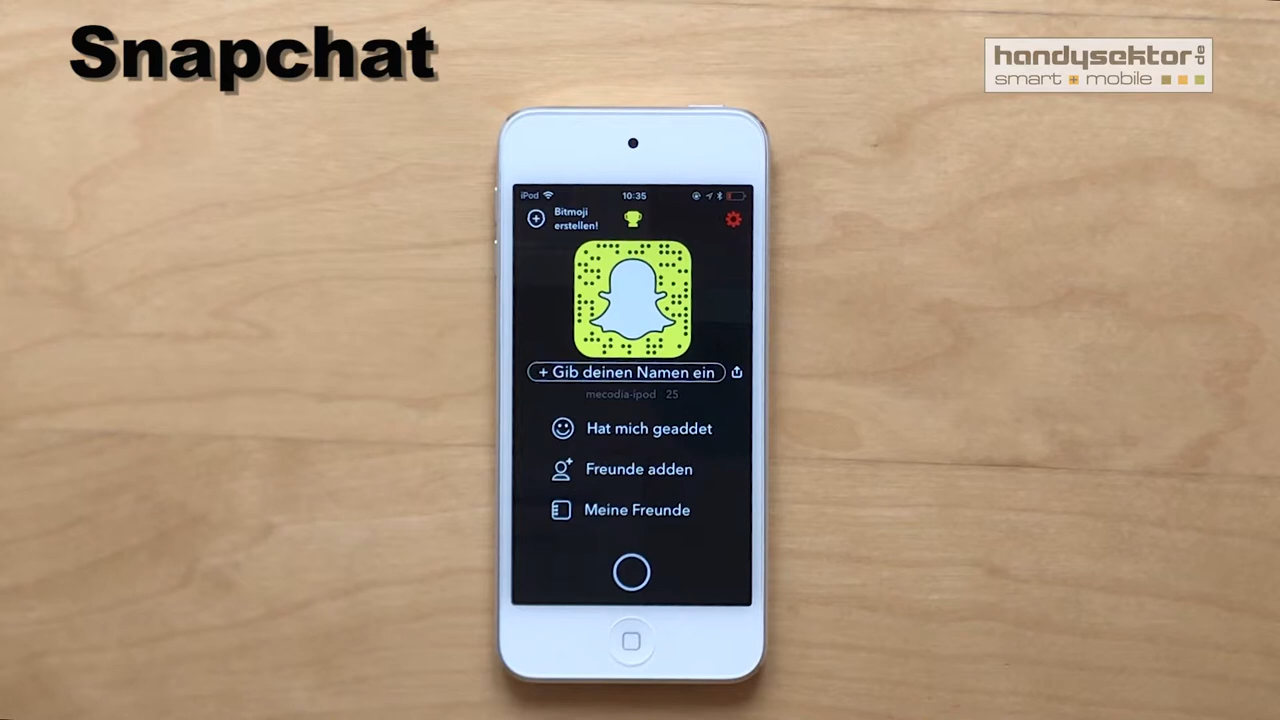 Snapchat
handysektor.de
smart + mobile
iPod 10:35
Bitmoji
erstellen!
+ Gib deinen Namen ein
mecodia-ipod 25
Hat mich geaddet
Freunde adden
Meine Freunde